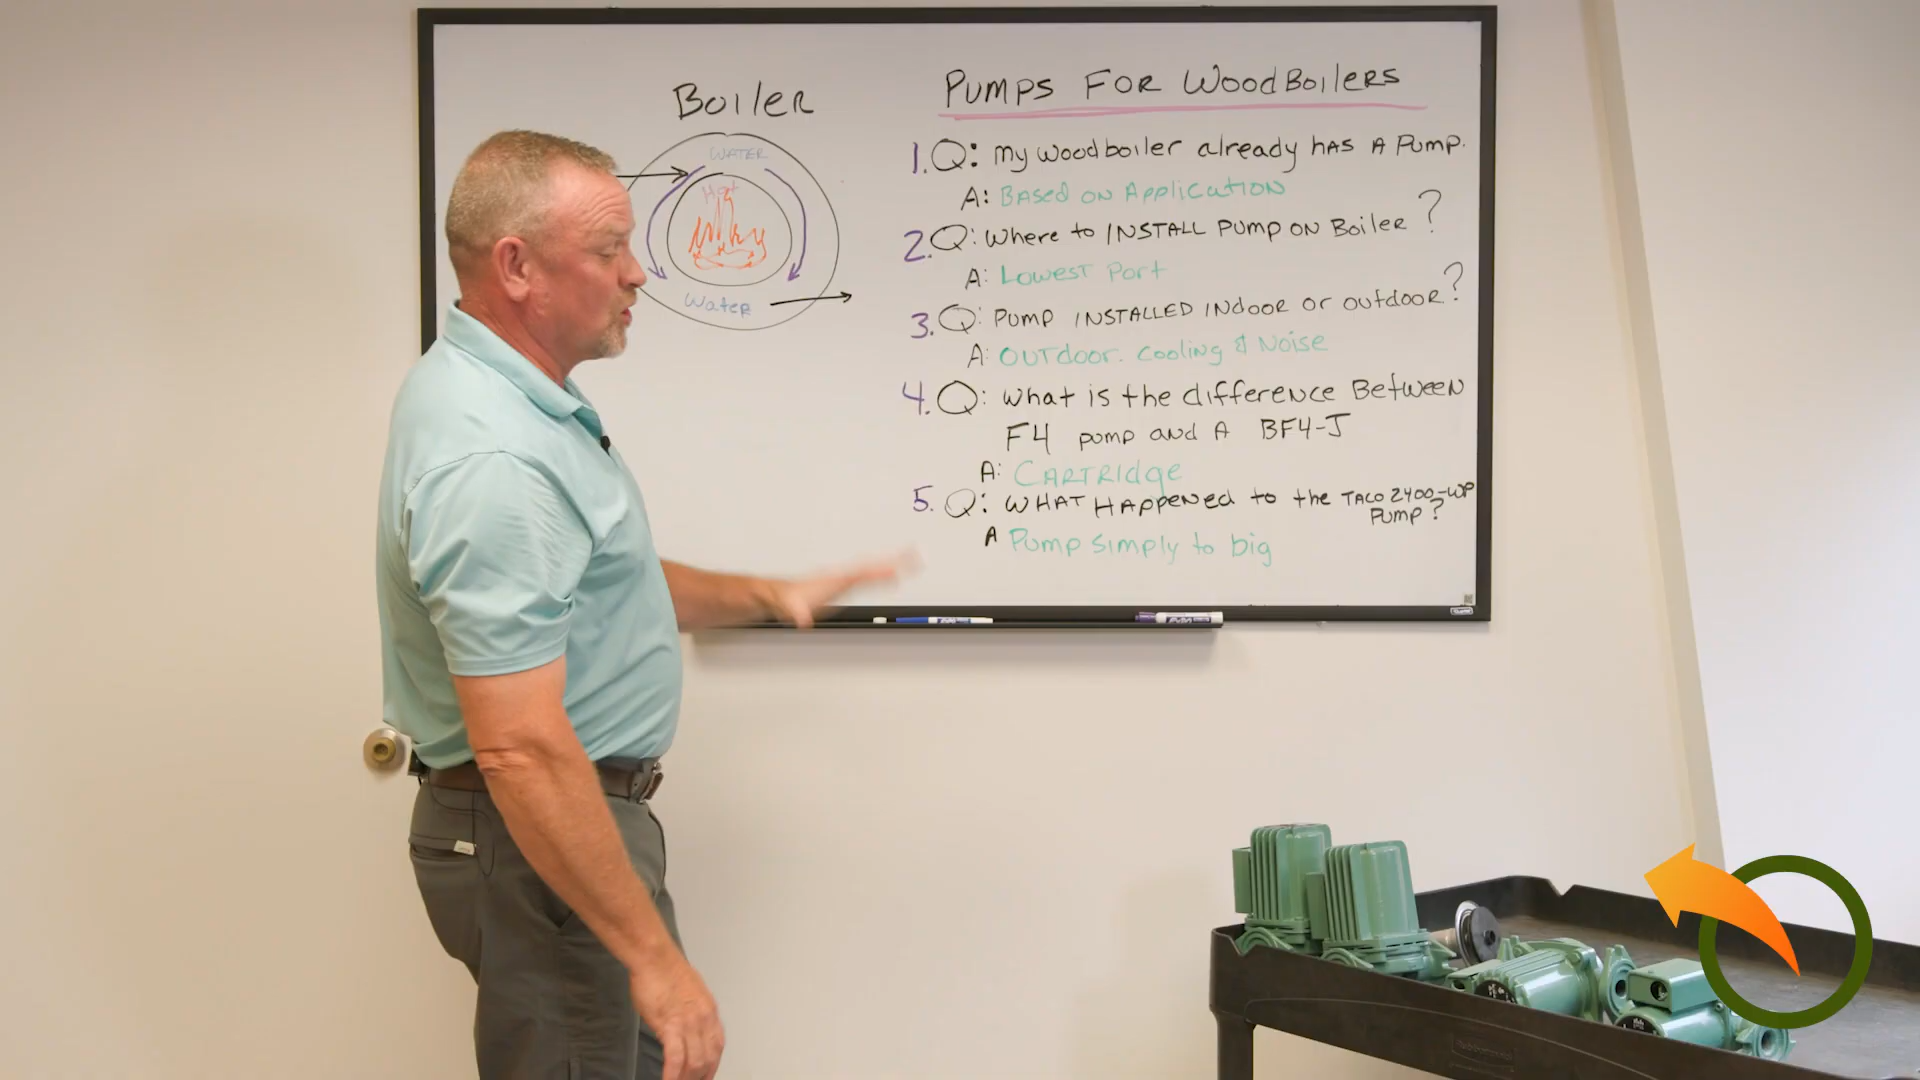 Boiler
WATER
Hot
Water
Pumps For WoodBoilers
1. Q: my woodboiler already has a Pump.
A: Based on Application
2. Q: Where to INSTALL Pump on Boiler?
A: Lowest Port
3. Q: Pump INSTALLED INdoor or outdoor?
A: OUTdoor. Cooling & Noise
4. Q: What is the difference Between
F4 pump and A BF4-J
A: CARTRIdge
5. Q: WHAT HAppened to the TACO 2400-WP
Pump?
A Pump simply to big